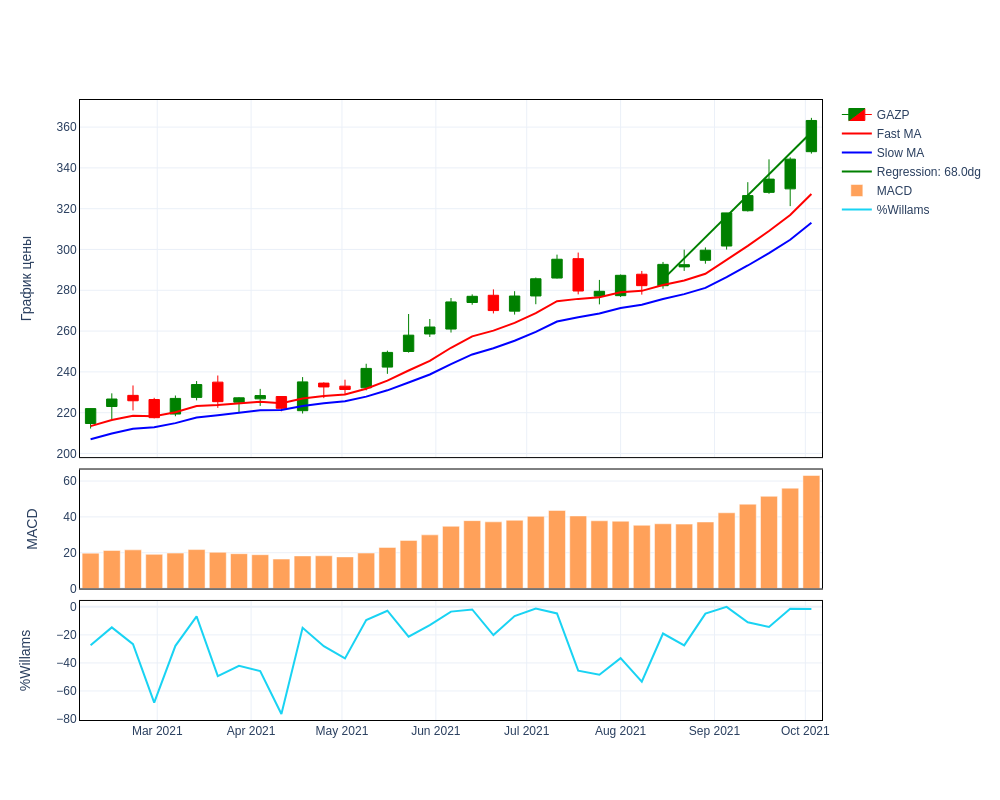 График цены
360
340
320
300
280
260
240
220
200
GAZP
Fast MA
Slow MA
Regression: 68.0dg
MACD
%Willams
MACD
60
40
20
0
%Willams
0
−20
−40
−60
−80
Mar 2021 Apr 2021 May 2021 Jun 2021 Jul 2021 Aug 2021 Sep 2021 Oct 2021